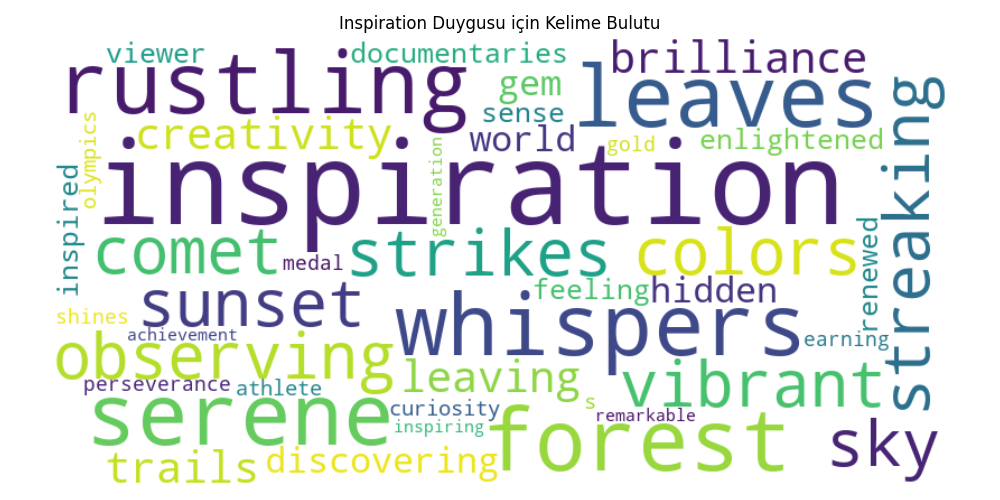 Inspiration Duygusu için Kelime Bulutu
viewer
documentaries
brilliance
rustling
gem
leaves
sense
creativity
world
gold
enlightened
olympics
generation
streaking
inspiration
inspired
comet
medal
strikes
colors
renewed
sunset
feeling
hidden
shines
whispers
achievement
earning
observing
perseverance
athlete
leaving
vibrant
serene
curiosity
s
remarkable
inspiring
forest
sky
trails
discovering